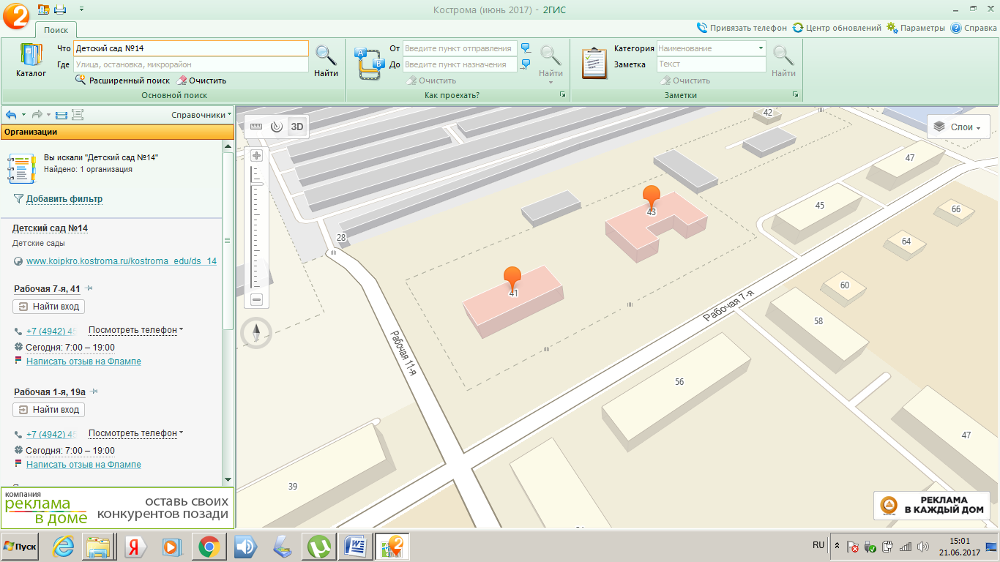 Кострома (июнь 2017) - 2ГИС
Поиск
Привязать телефон
Центр обновлений
Параметры
Справка
Каталог
Что
Детский сад №14
Где
Улица, остановка, микрорайон
Найти
Расширенный поиск
Очистить
Основной поиск
От
Введите пункт отправления
До
Введите пункт назначения
Найти
Очистить
Как проехать?
Категория
Наименование
Заметка
Текст
Найти
Очистить
Заметки
Справочники
Организации
Вы искали "Детский сад №14"
Найдено: 1 организация
Добавить фильтр
Детский сад №14
Детские сады
www.koipkro.kostroma.ru/kostroma_edu/ds_14
Рабочая 7-я, 41
Найти вход
+7 (4942) 45
Посмотреть телефон
Сегодня: 7:00 – 19:00
Написать отзыв на Флампе
Рабочая 1-я, 19а
Найти вход
+7 (4942) 45
Посмотреть телефон
Сегодня: 7:00 – 19:00
Написать отзыв на Флампе
компания
реклама
в доме
оставь своих
конкурентов позади
3D
Слои
42
47
45
43
66
64
28
60
41
58
Рабочая 7-я
Рабочая 11-я
56
47
39
РЕКЛАМА
В КАЖДЫЙ ДОМ
Пуск
RU
15:01
21.06.2017